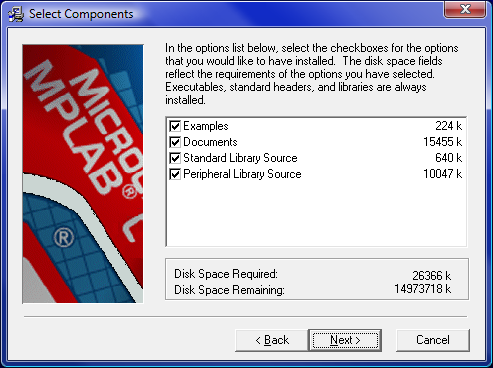 Select Components
In the options list below, select the checkboxes for the options
that you would like to have installed. The disk space fields
reflect the requirements of the options you have selected.
Executables, standard headers, and libraries are always
installed.
MPLAB®
C
®
Examples 224 k
Documents 15455 k
Standard Library Source 640 k
Peripheral Library Source 10047 k
Disk Space Required: 26366 k
Disk Space Remaining: 14973718 k
< Back
Next >
Cancel